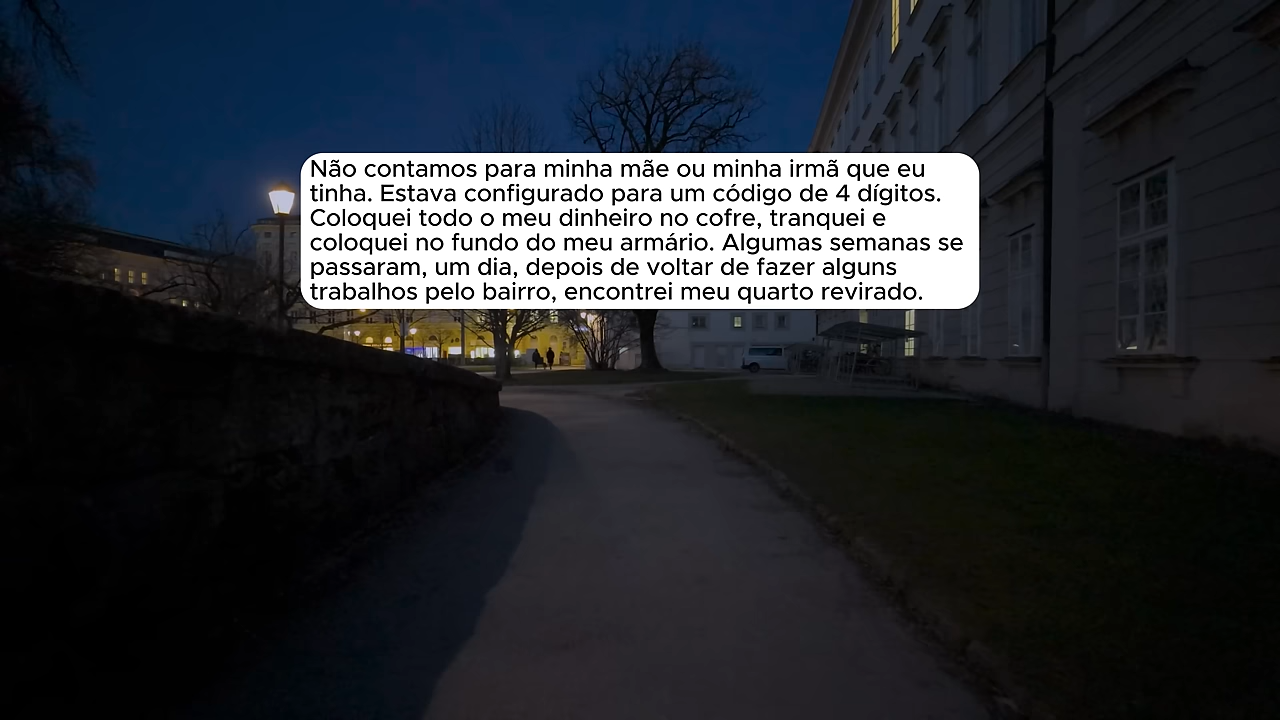 Não contamos para minha mãe ou minha irmã que eu
tinha. Estava configurado para um código de 4 dígitos.
Coloquei todo o meu dinheiro no cofre, tranquei e
coloquei no fundo do meu armário. Algumas semanas se
passaram, um dia, depois de voltar de fazer alguns
trabalhos pelo bairro, encontrei meu quarto revirado.